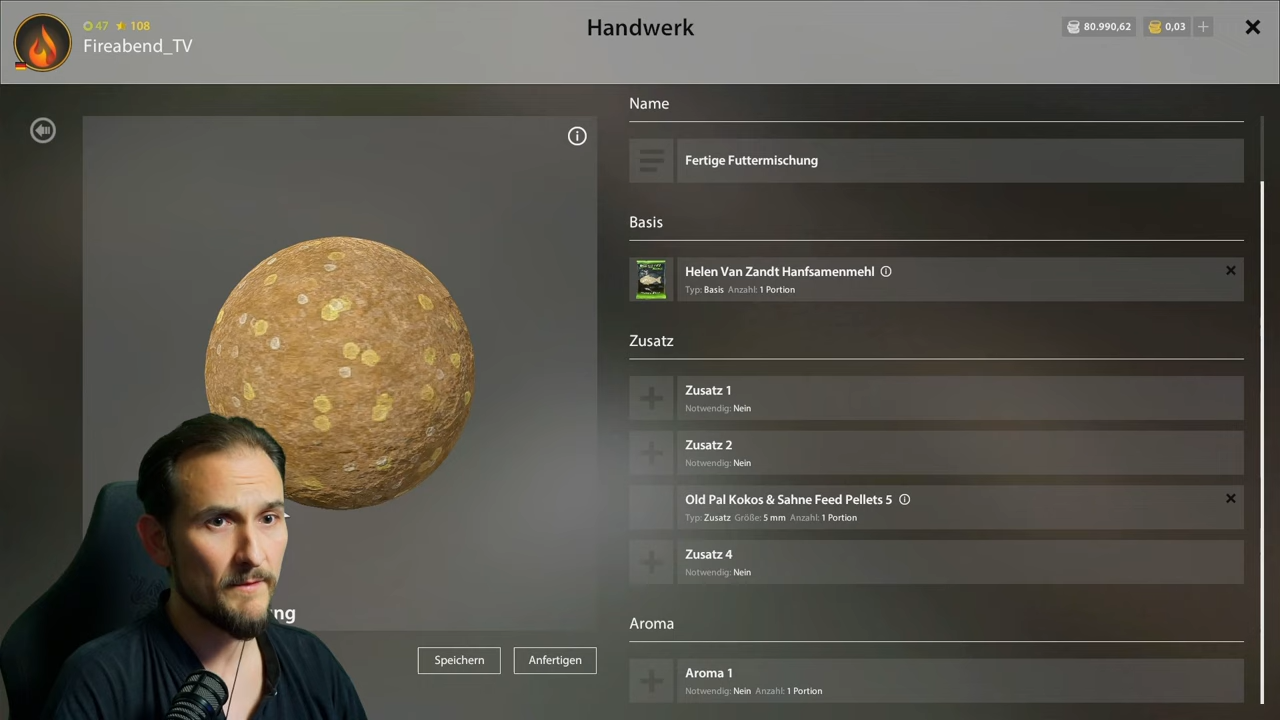 47 108
Fireabend_TV
Handwerk
80.990,62
0,03
Name
Fertige Futtermischung
Basis
Helen Van Zandt Hanfsamenmehl
Typ: Basis Anzahl: 1 Portion
Zusatz
Zusatz 1
Notwendig: Nein
Zusatz 2
Notwendig: Nein
Old Pal Kokos & Sahne Feed Pellets 5
Typ: Zusatz Größe: 5 mm Anzahl: 1 Portion
Zusatz 4
Notwendig: Nein
ng
Aroma
Speichern
Anfertigen
Aroma 1
Notwendig: Nein Anzahl: 1 Portion